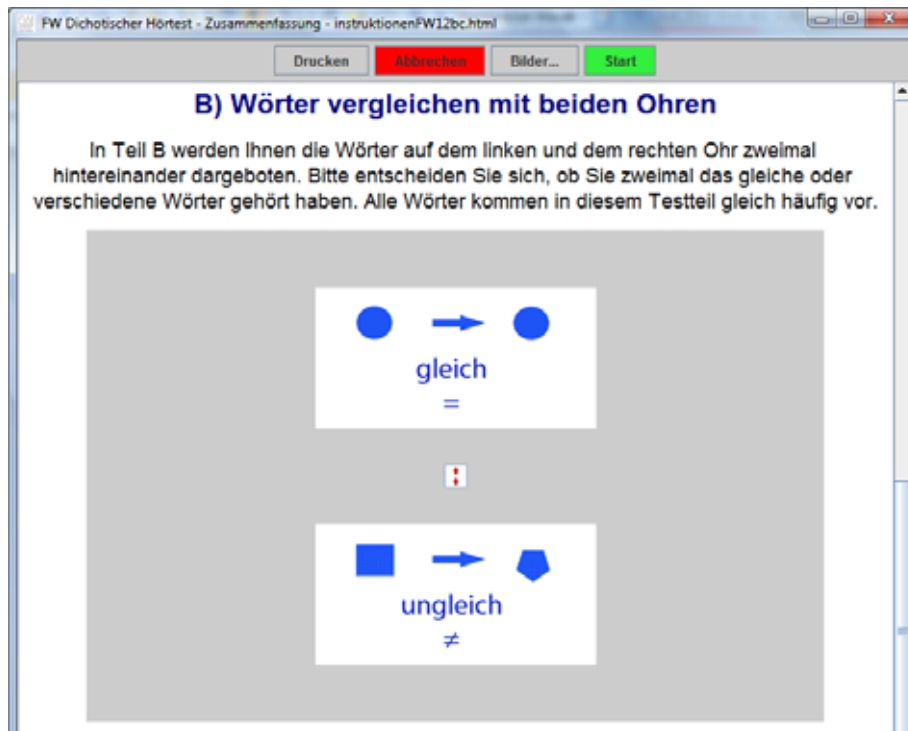 FW Dichotischer Hörtest - Zusammenfassung - instruktionenFW12bc.html
Drucken Abbrechen Bilder... Start
B) Wörter vergleichen mit beiden Ohren
In Teil B werden Ihnen die Wörter auf dem linken und dem rechten Ohr zweimal
hintereinander dargeboten. Bitte entscheiden Sie sich, ob Sie zweimal das gleiche oder
verschiedene Wörter gehört haben. Alle Wörter kommen in diesem Testteil gleich häufig vor.
gleich
=
ungleich
≠